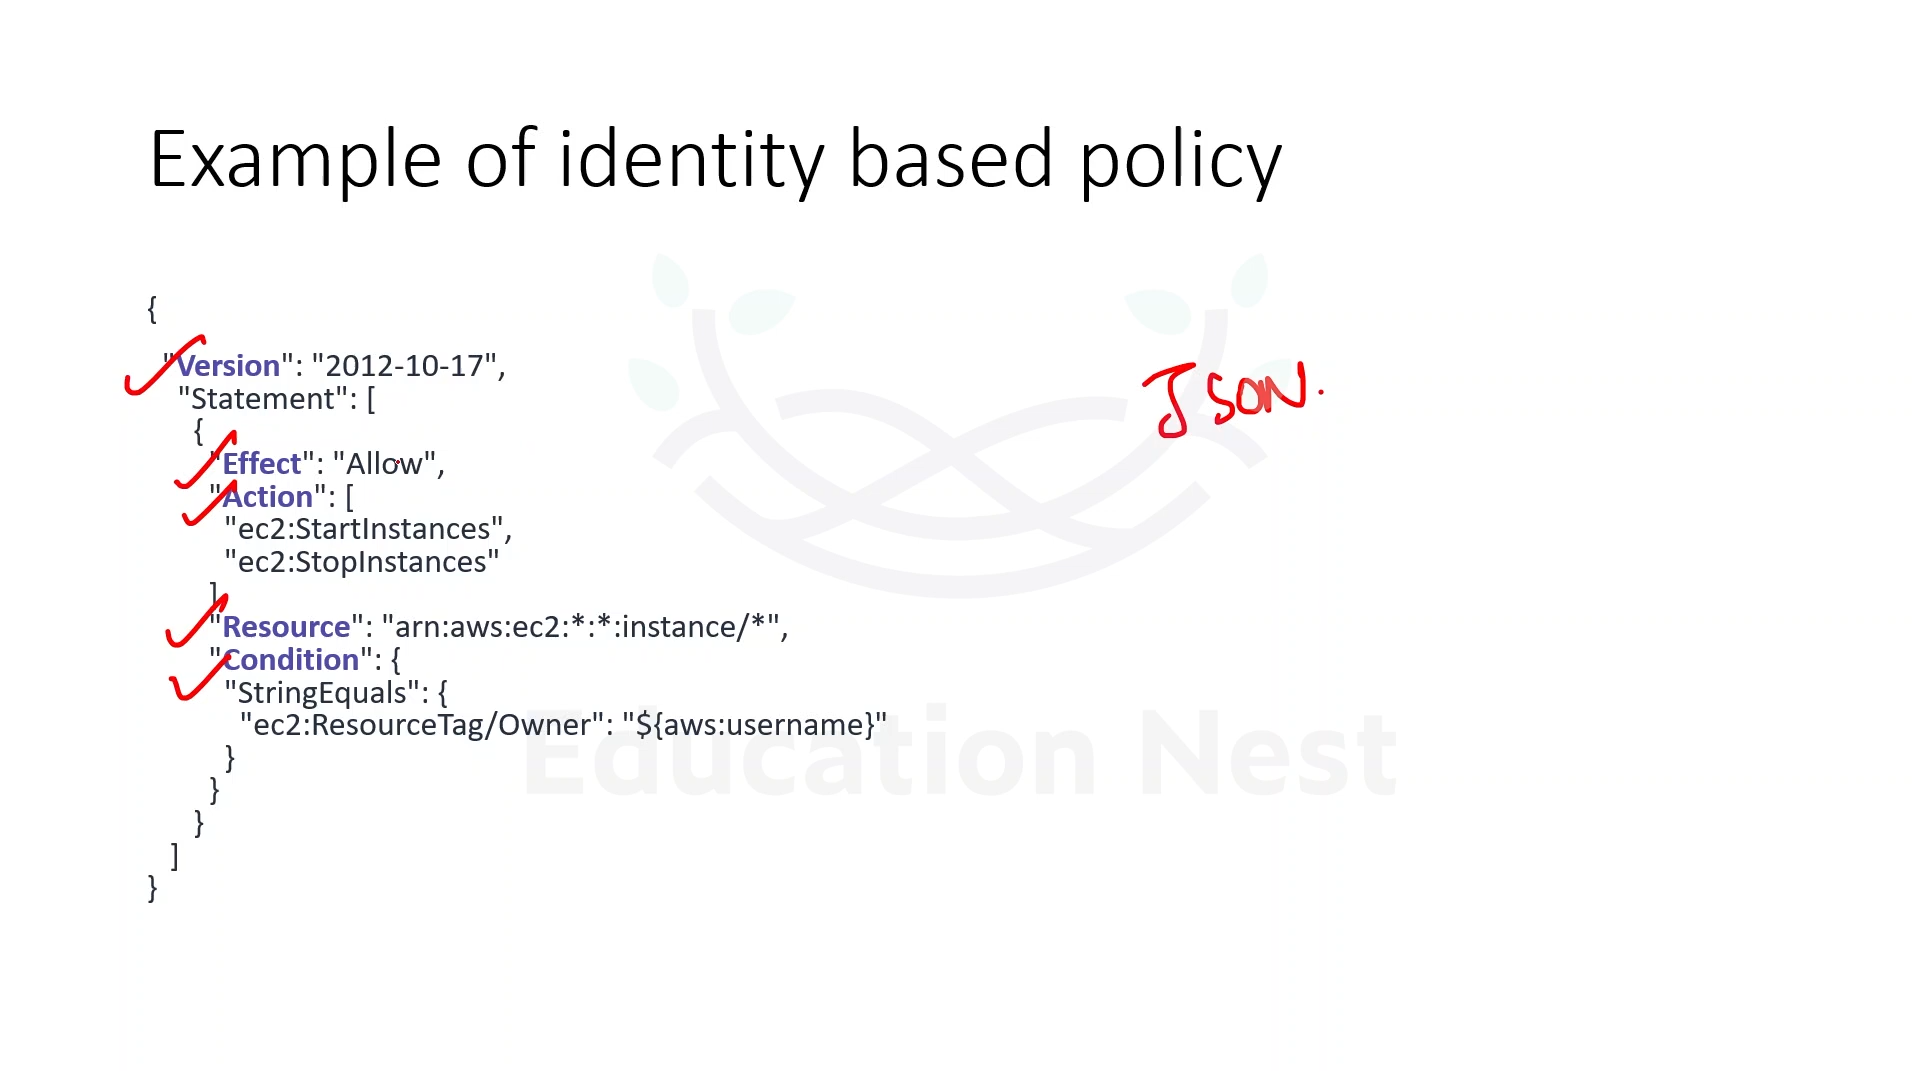 Example of identity based policy
{
"Version": "2012-10-17",
"Statement": [
{
"Effect": "Allow",
"Action": [
"ec2:StartInstances",
"ec2:StopInstances"
]
"Resource": "arn:aws:ec2:*:*:instance/*",
"Condition": {
"StringEquals": {
"ec2:ResourceTag/Owner": "${aws:username}"
}
}
}
]
}
JSON.
Education Nest